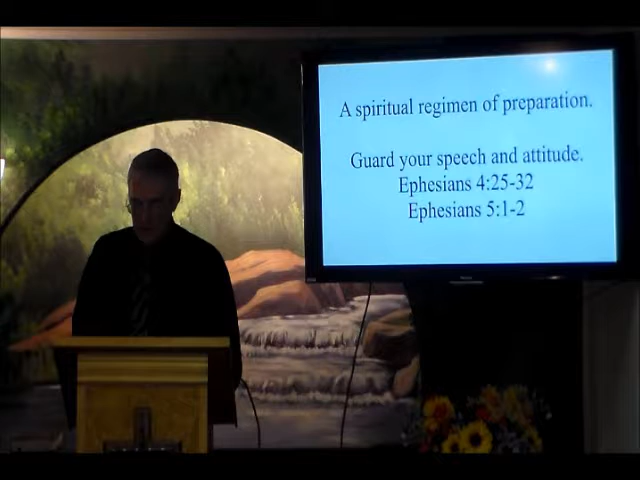 A spiritual regimen of preparation.
Guard your speech and attitude.
Ephesians 4:25-32
Ephesians 5:1-2